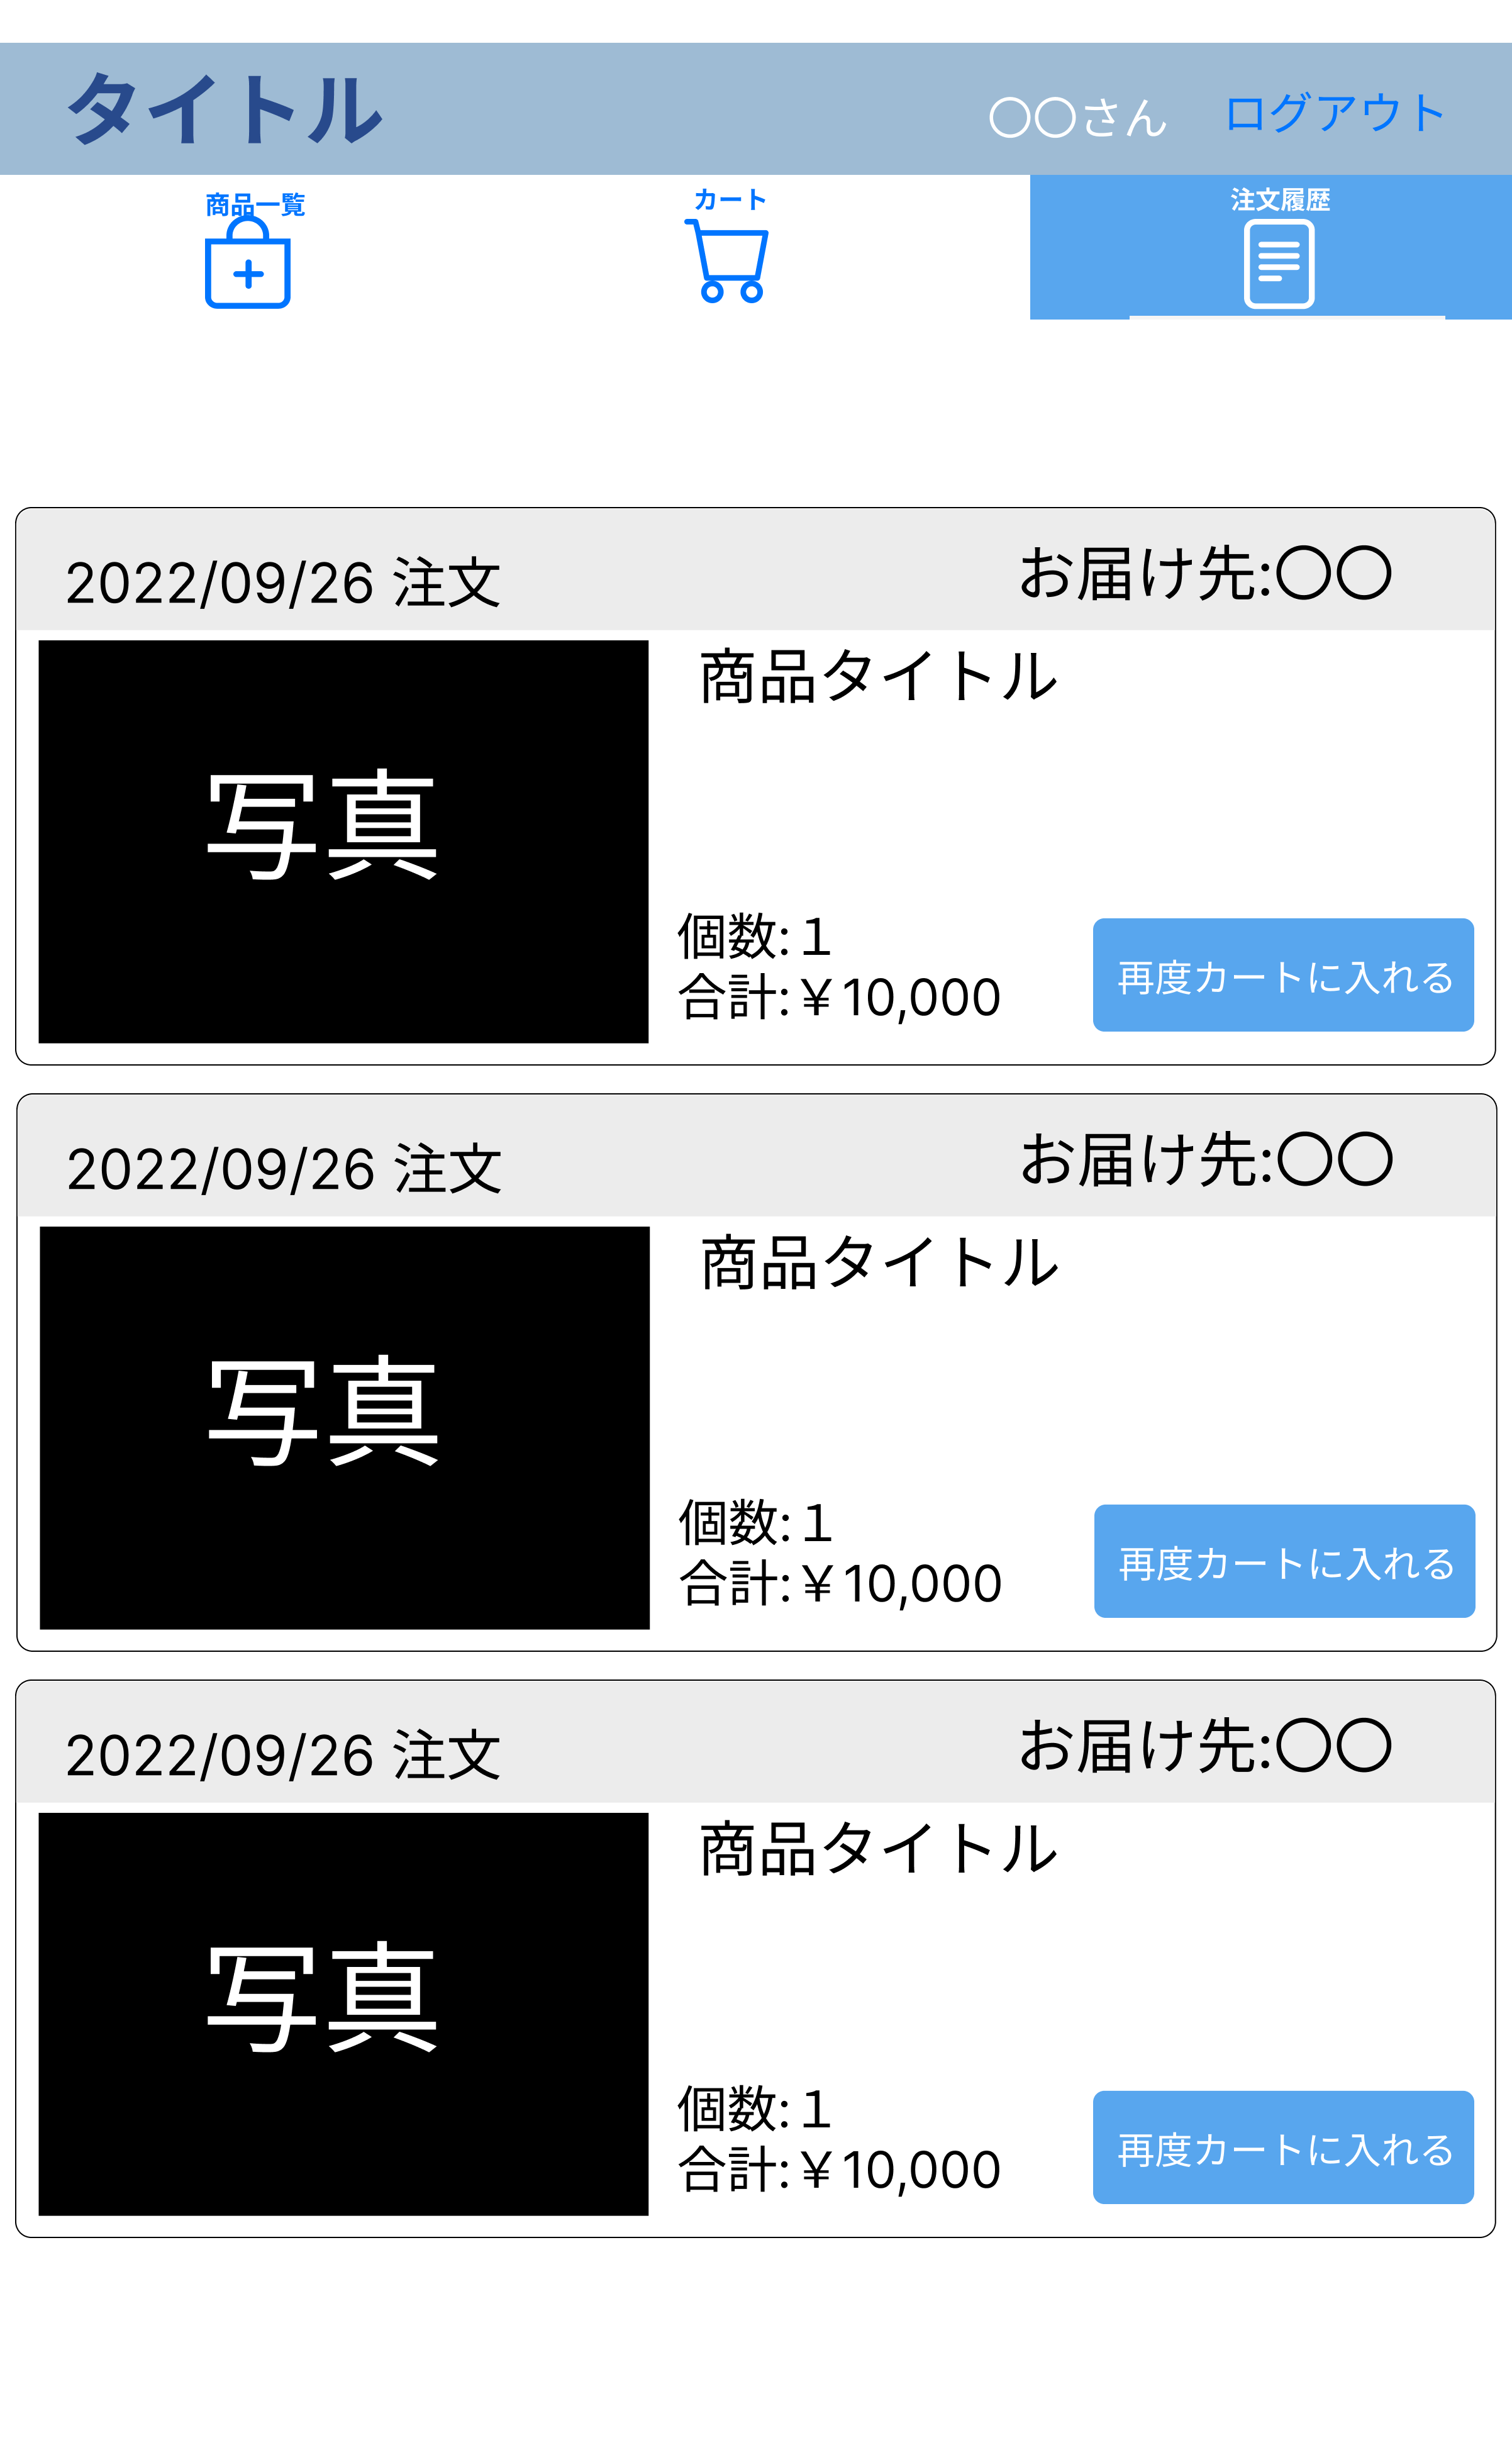 タイトル
〇〇さん ログアウト
商品一覧 カート 注文履歴
2022/09/26 注文 お届け先:〇〇
写真
商品タイトル
個数:１
合計:￥10,000
再度カートに入れる
2022/09/26 注文 お届け先:〇〇
写真
商品タイトル
個数:１
合計:￥10,000
再度カートに入れる
2022/09/26 注文 お届け先:〇〇
写真
商品タイトル
個数:１
合計:￥10,000
再度カートに入れる